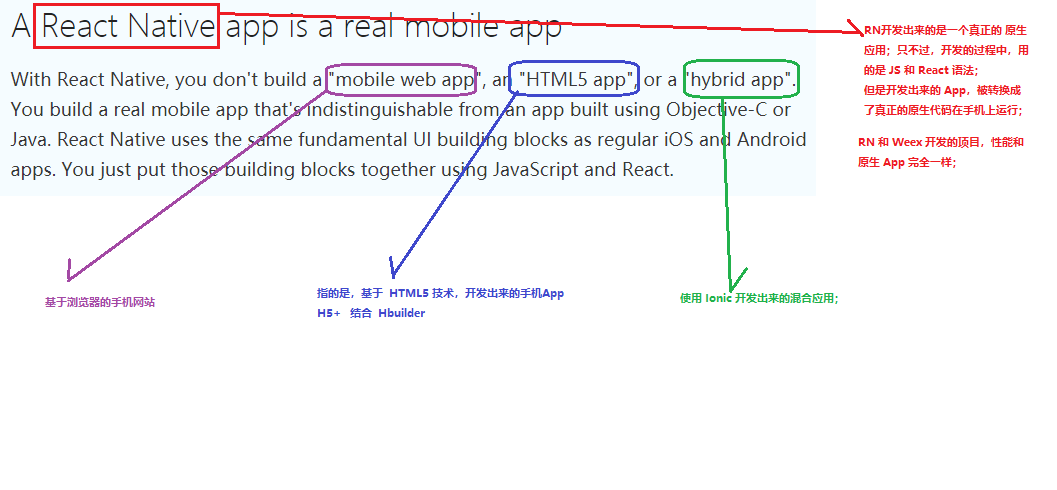 A React Native app is a real mobile app
With React Native, you don't build a "mobile web app", an "HTML5 app", or a "hybrid app".
You build a real mobile app that's indistinguishable from an app built using Objective-C or
Java. React Native uses the same fundamental UI building blocks as regular iOS and Android
apps. You just put those building blocks together using JavaScript and React.
RN开发出来的是一个真正的 原生
应用；只不过，开发的过程中，用
的是 JS 和 React 语法；
但是开发出来的 App，被转换成
了真正的原生代码在手机上运行；
RN 和 Weex 开发的项目，性能和
原生 App 完全一样；
基于浏览器的手机网站
指的是，基于 HTML5 技术，开发出来的手机App
H5+ 结合 Hbuilder
使用 Ionic 开发出来的混合应用；